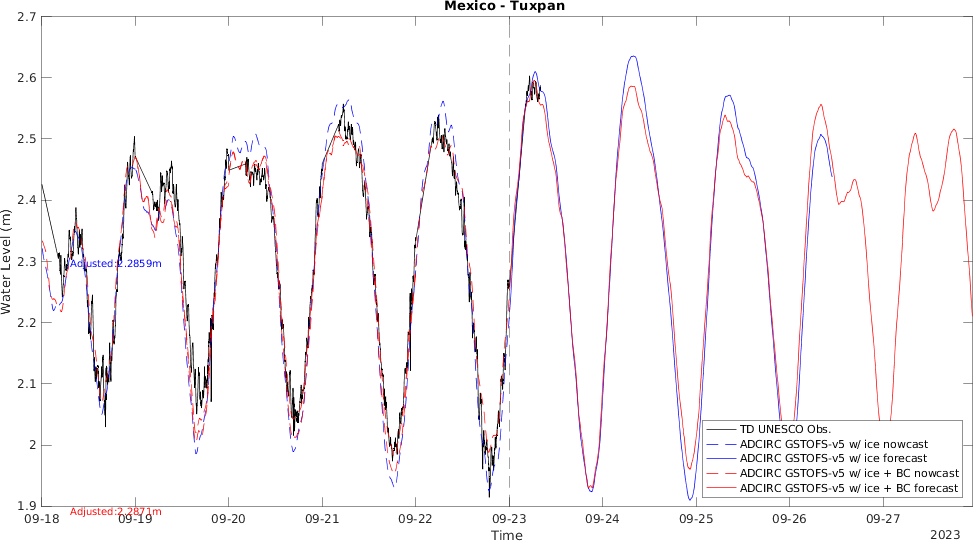 Mexico - Tuxpan
2.7
2.6
2.5
2.4
2.3
2.2
2.1
2
1.9
Water Level (m)
Adjusted:2.2859m
Adjusted:2.2871m
TD UNESCO Obs.
ADCIRC GSTOFS-v5 w/ ice nowcast
ADCIRC GSTOFS-v5 w/ ice forecast
ADCIRC GSTOFS-v5 w/ ice + BC nowcast
ADCIRC GSTOFS-v5 w/ ice + BC forecast
09-18 09-19 09-20 09-21 09-22 09-23 09-24 09-25 09-26 09-27
Time
2023